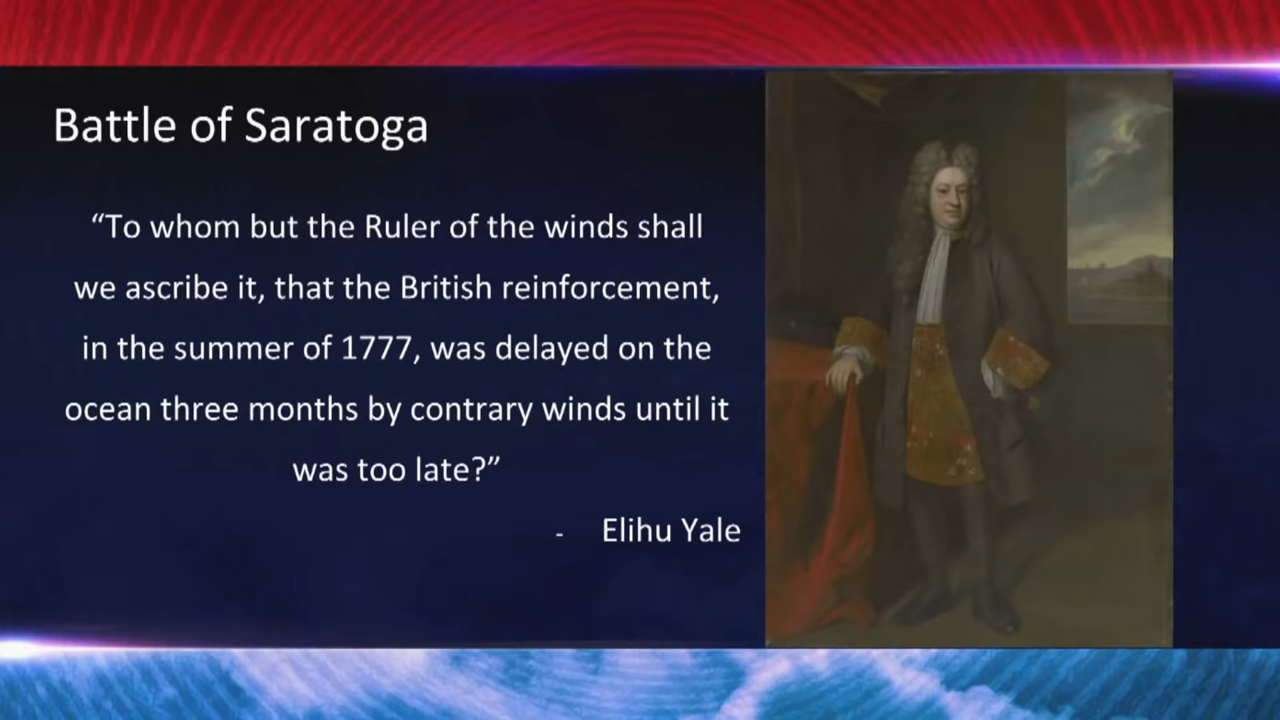 Battle of Saratoga
“To whom but the Ruler of the winds shall
we ascribe it, that the British reinforcement,
in the summer of 1777, was delayed on the
ocean three months by contrary winds until it
was too late?”
- Elihu Yale